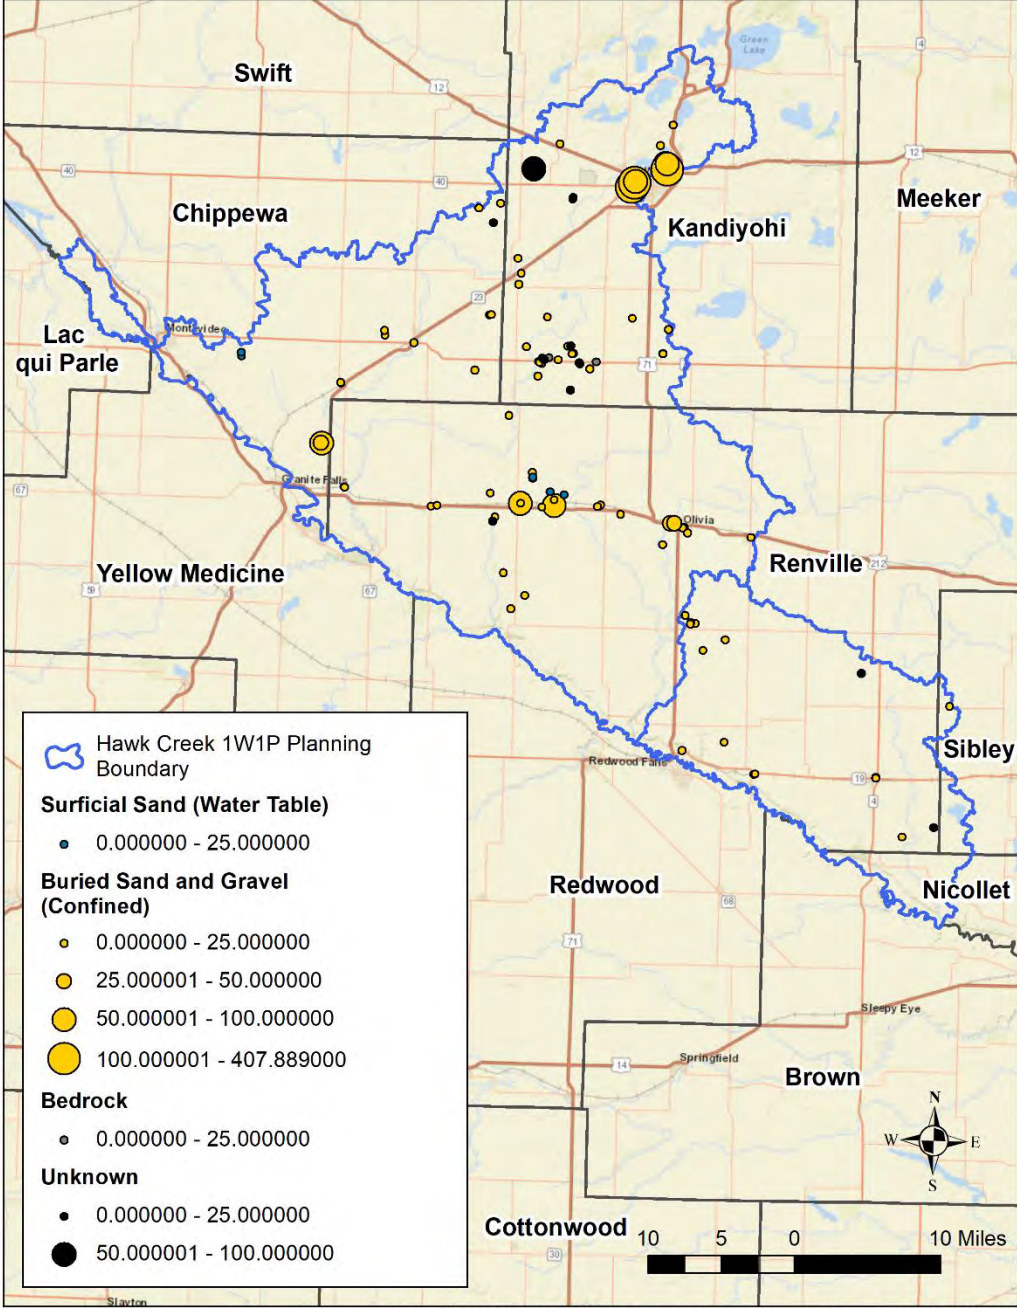 Green
Lake
Swift
4
12
12
40
40
Meeker
Chippewa
Kandiyohi
23
Montevideo
Lac
qui Parle
71
Granite Falls
67
Olivia
Renville
212
Yellow Medicine
59
67
Hawk Creek 1W1P Planning
Boundary
Sibley
Redwood Falls
19
4
Surficial Sand (Water Table)
0.000000 - 25.000000
Buried Sand and Gravel
(Confined)
Redwood
Nicollet
68
0.000000 - 25.000000
71
25.000001 - 50.000000
50.000001 - 100.000000
Sleepy Eye
100.000001 - 407.889000
Springfield
14
Brown
Bedrock
0.000000 - 25.000000
N
W E
S
Unknown
0.000000 - 25.000000
Cottonwood
10 5 0 10 Miles
50.000001 - 100.000000
30
Slayton